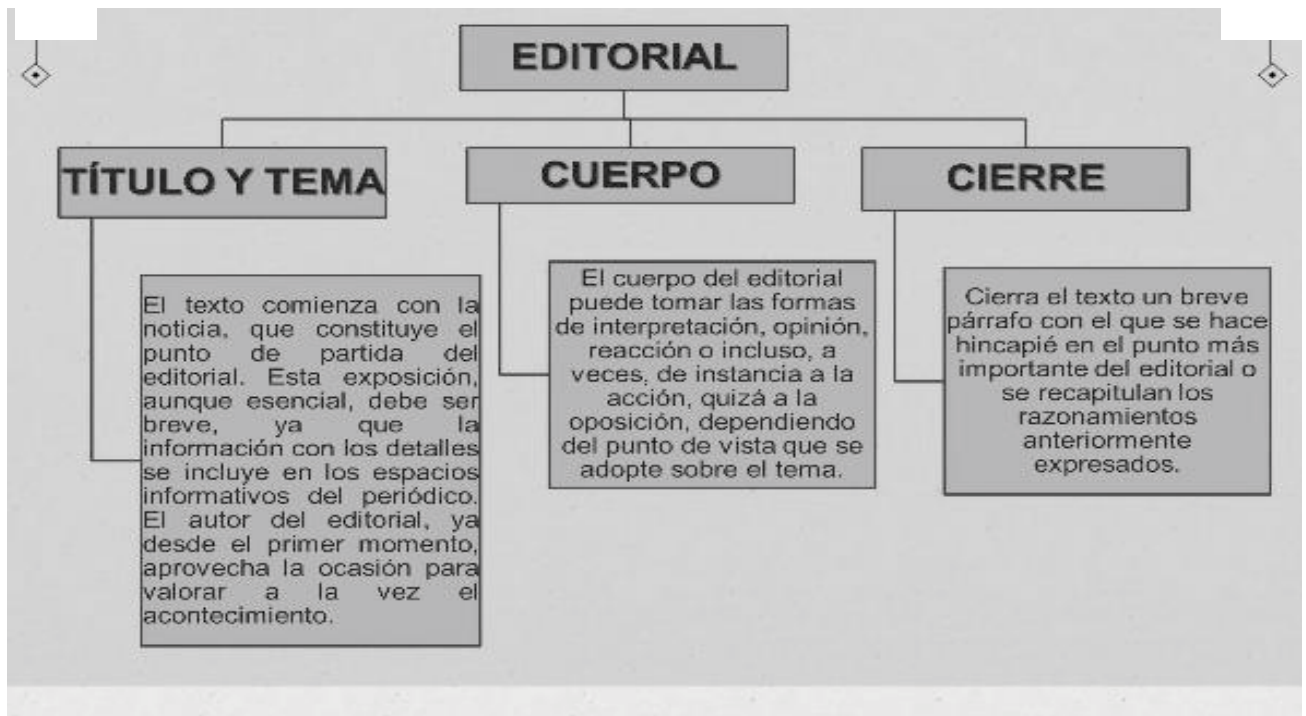 EDITORIAL
TÍTULO Y TEMA
El texto comienza con la
noticia, que constituye el
punto de partida del
editorial. Esta exposición,
aunque esencial, debe ser
breve, ya que la
información con los detalles
se incluye en los espacios
informativos del periódico.
El autor del editorial, ya
desde el primer momento,
aprovecha la ocasión para
valorar a la vez el
acontecimiento.
CUERPO
El cuerpo del editorial
puede tomar las formas
de interpretación, opinión,
reacción o incluso, a
veces, de instancia a la
acción, quizá a la
oposición, dependiendo
del punto de vista que se
adopte sobre el tema.
CIERRE
Cierra el texto un breve
párrafo con el que se hace
hincapié en el punto más
importante del editorial o
se recapitulan los
razonamientos
anteriormente
expresados.